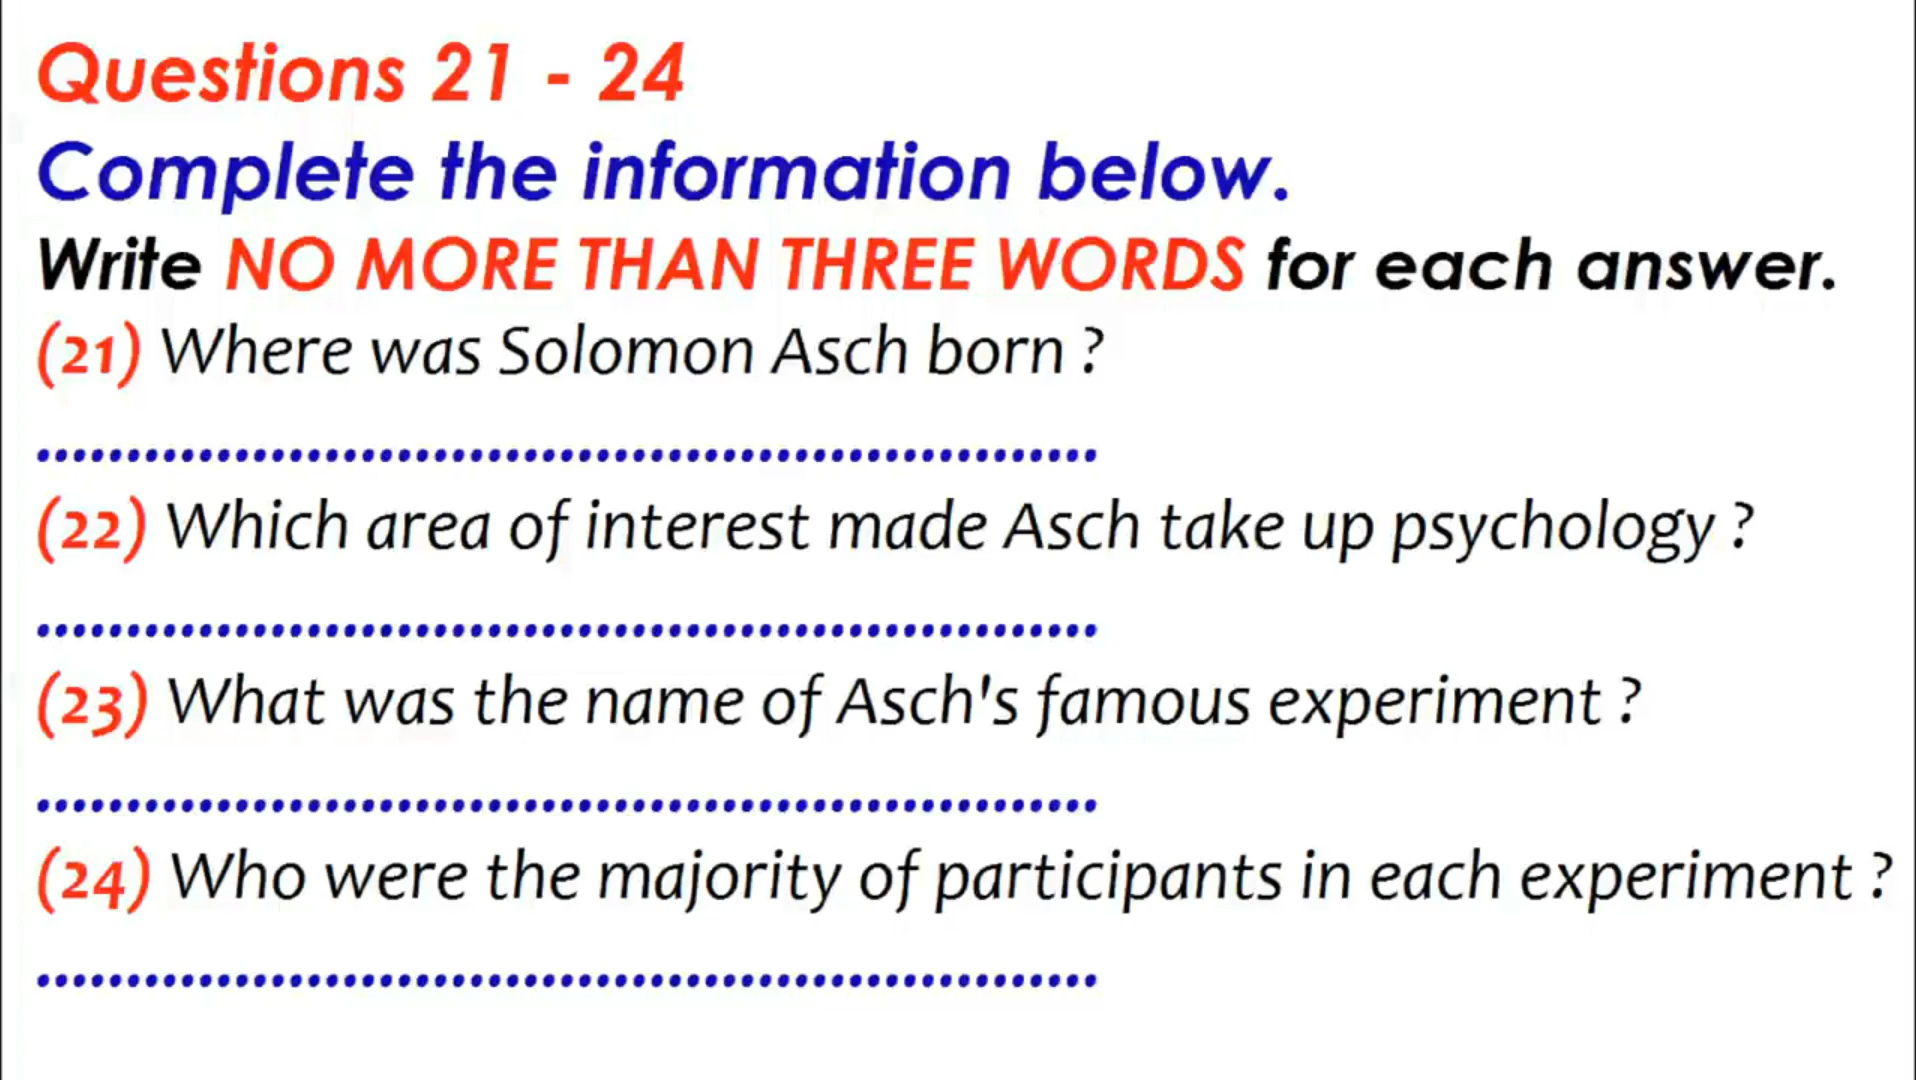 Questions 21 - 24
Complete the information below.
Write NO MORE THAN THREE WORDS for each answer.
(21) Where was Solomon Asch born ?
...........................................................
(22) Which area of interest made Asch take up psychology ?
...........................................................
(23) What was the name of Asch's famous experiment ?
...........................................................
(24) Who were the majority of participants in each experiment ?
...........................................................